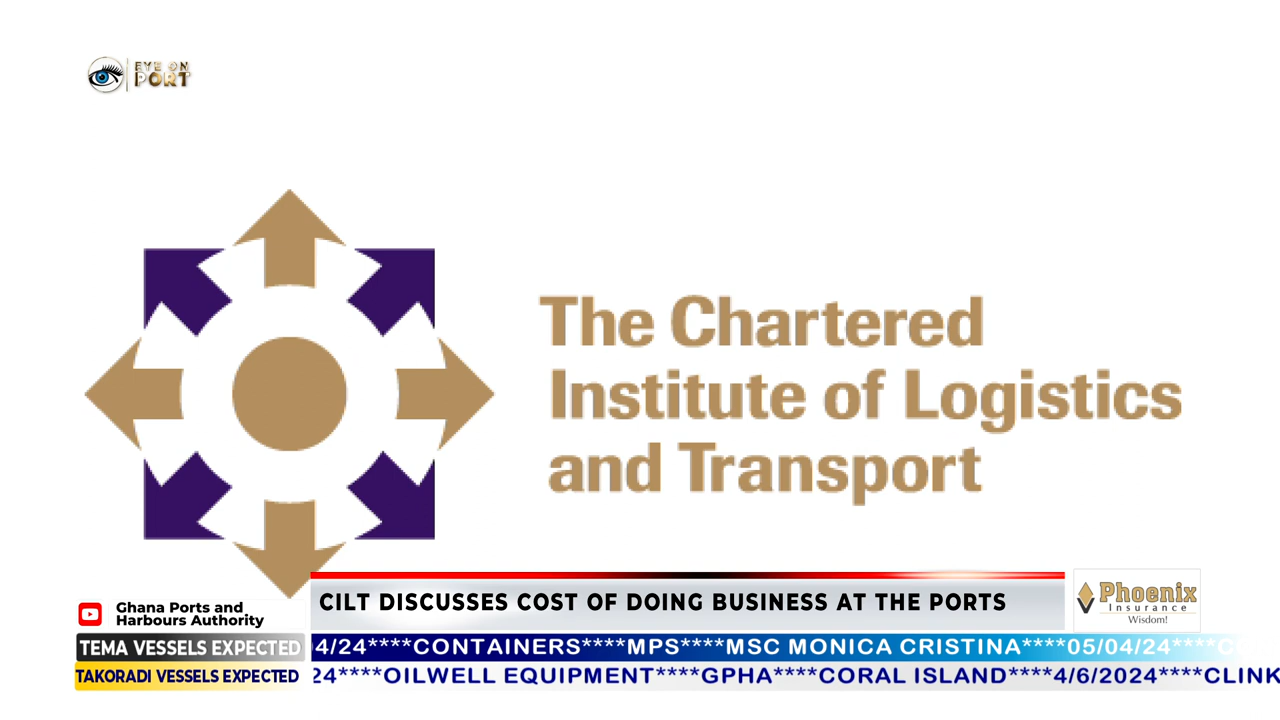 EYE ON
PORT
The Chartered
Institute of Logistics
and Transport
CILT DISCUSSES COST OF DOING BUSINESS AT THE PORTS
Phoenix
Insurance
Wisdom!
Ghana Ports and
Harbours Authority
TEMA VESSELS EXPECTED
4/24****CONTAINERS****MPS****MSC MONICA CRISTINA****05/04/24****C
TAKORADI VESSELS EXPECTED
24****OILWELL EQUIPMENT****GPHA****CORAL ISLAND****4/6/2024****CLINK